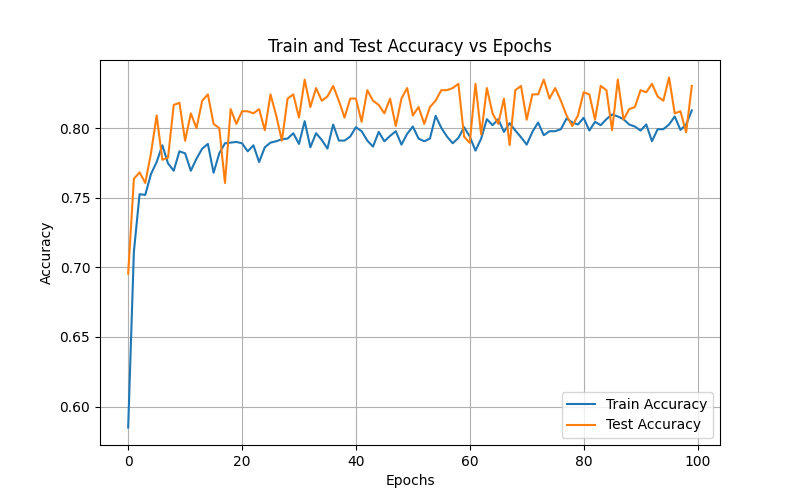 Train and Test Accuracy vs Epochs
Accuracy
0.80
0.75
0.70
0.65
0.60
Train Accuracy
Test Accuracy
0 20 40 60 80 100
Epochs